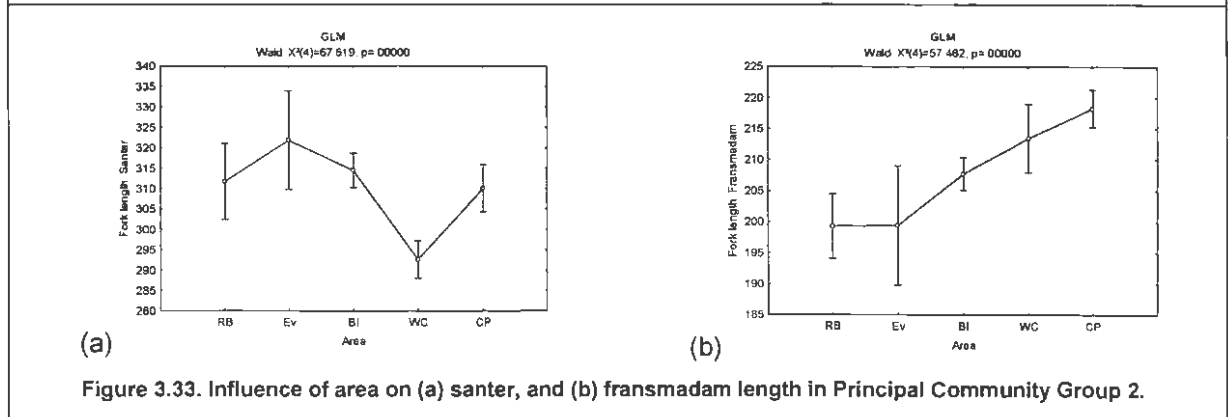 GLM
Wald X²(4)=67 619, p= 00000
340
335
330
325
320
315
310
305
300
295
290
285
280
Fork length Santer
RB Ev BI WC CP
Area
(a)
GLM
Wald X²(4)=57 462, p= 00000
225
220
215
210
205
200
195
190
185
Fork length Fransmadam
RB Ev BI WC CP
Area
(b)
Figure 3.33. Influence of area on (a) santer, and (b) fransmadam length in Principal Community Group 2.